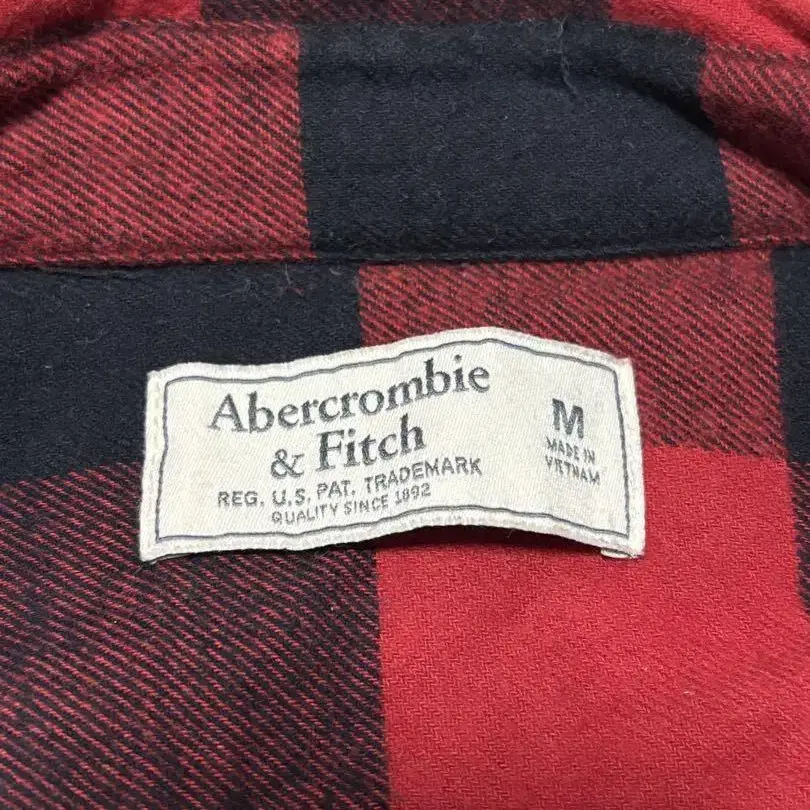 Abercrombie
& Fitch
REG. U.S. PAT. TRADEMARK
QUALITY SINCE 1892
M
MADE IN
VIETNAM